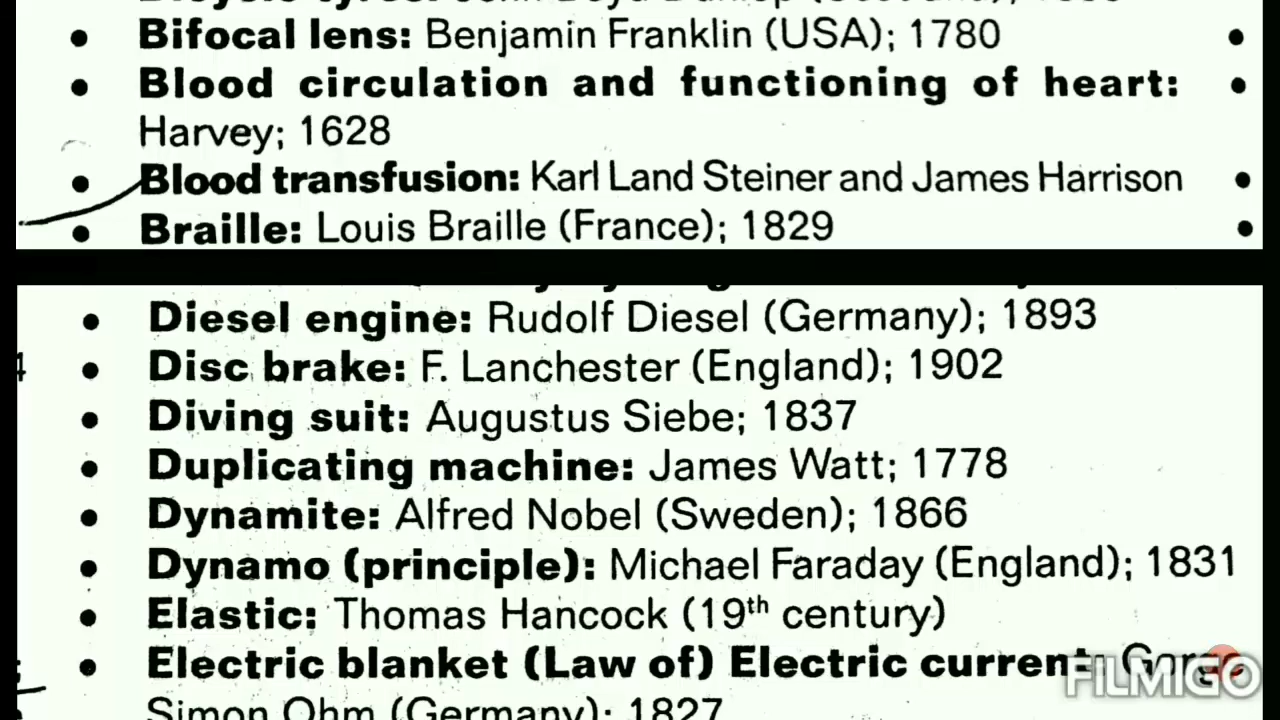 Bifocal lens: Benjamin Franklin (USA); 1780
Blood circulation and functioning of heart:
Harvey; 1628
Blood transfusion: Karl Land Steiner and James Harrison
Braille: Louis Braille (France); 1829
Diesel engine: Rudolf Diesel (Germany); 1893
Disc brake: F. Lanchester (England); 1902
Diving suit: Augustus Siebe; 1837
Duplicating machine: James Watt; 1778
Dynamite: Alfred Nobel (Sweden); 1866
Dynamo (principle): Michael Faraday (England); 1831
Elastic: Thomas Hancock (19th century)
Electric blanket (Law of) Electric current:
FILMIGO
Simon Ohm (Germany); 1827